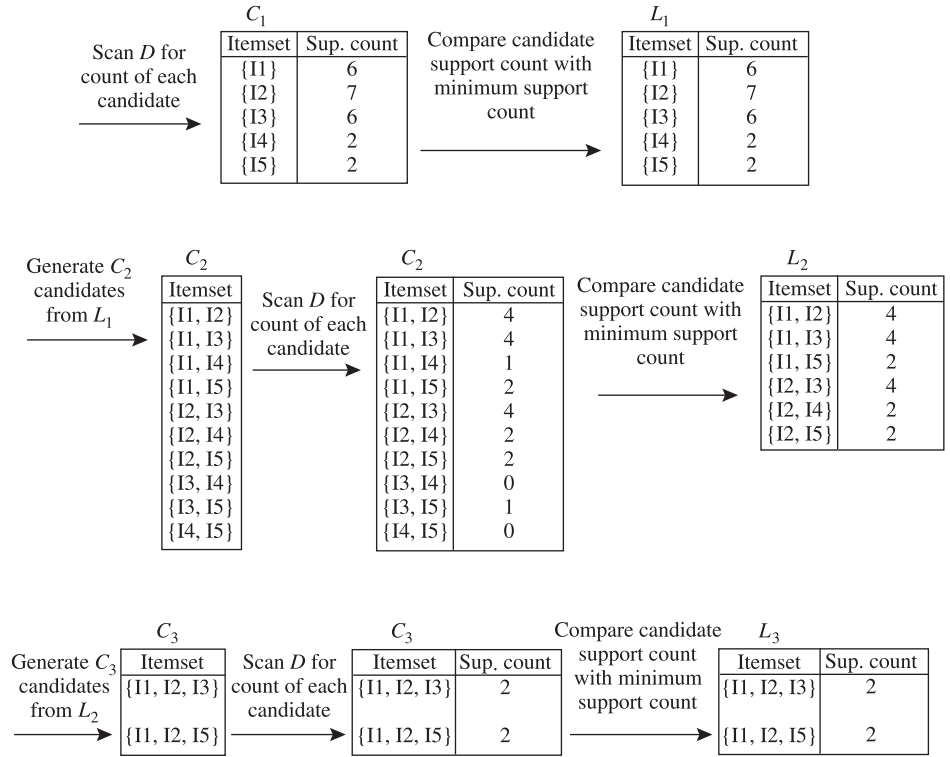 C1
L1
Scan D for
count of each
candidate
Itemset Sup. count
{I1} 6
{I2} 7
{I3} 6
{I4} 2
{I5} 2
Compare candidate
support count with
minimum support
count
Itemset Sup. count
{I1} 6
{I2} 7
{I3} 6
{I4} 2
{I5} 2
Generate C2
candidates
from L1
C2
Itemset
{I1, I2}
{I1, I3}
{I1, I4}
{I1, I5}
{I2, I3}
{I2, I4}
{I2, I5}
{I3, I4}
{I3, I5}
{I4, I5}
Scan D for
count of each
candidate
C2
Itemset Sup. count
{I1, I2} 4
{I1, I3} 4
{I1, I4} 1
{I1, I5} 2
{I2, I3} 4
{I2, I4} 2
{I2, I5} 2
{I3, I4} 0
{I3, I5} 1
{I4, I5} 0
Compare candidate
support count with
minimum support
count
L2
Itemset Sup. count
{I1, I2} 4
{I1, I3} 4
{I1, I5} 2
{I2, I3} 4
{I2, I4} 2
{I2, I5} 2
Generate C3
candidates
from L2
C3
Itemset
{I1, I2, I3}
{I1, I2, I5}
Scan D for
count of each
candidate
C3
Itemset Sup. count
{I1, I2, I3} 2
{I1, I2, I5} 2
Compare candidate
support count
with minimum
support count
L3
Itemset Sup. count
{I1, I2, I3} 2
{I1, I2, I5} 2